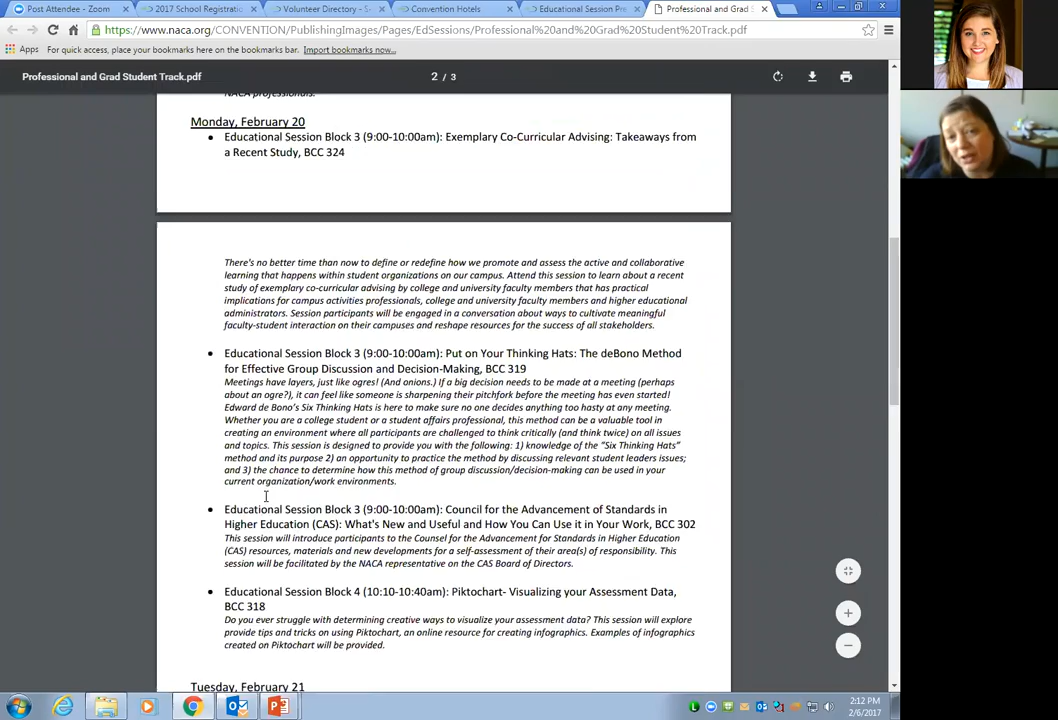 Post Attendee - Zoom
2017 School Registratio
Volunteer Directory - S
Convention Hotels
Educational Session Pre
Professional and Grad S
https://www.naca.org/CONVENTION/PublishingImages/Pages/EdSessions/Professional%20and%20Grad%20Student%20Track.pdf
Apps For quick access, place your bookmarks here on the bookmarks bar. Import bookmarks now...
Professional and Grad Student Track.pdf
2 / 3
NACA professionals.
Monday, February 20
• Educational Session Block 3 (9:00-10:00am): Exemplary Co-Curricular Advising: Takeaways from
a Recent Study, BCC 324
There's no better time than now to define or redefine how we promote and assess the active and collaborative
learning that happens within student organizations on our campus. Attend this session to learn about a recent
study of exemplary co-curricular advising by college and university faculty members that has practical
implications for campus activities professionals, college and university faculty members and higher educational
administrators. Session participants will be engaged in a conversation about ways to cultivate meaningful
faculty-student interaction on their campuses and reshape resources for the success of all stakeholders.
• Educational Session Block 3 (9:00-10:00am): Put on Your Thinking Hats: The deBono Method
for Effective Group Discussion and Decision-Making, BCC 319
Meetings have layers, just like ogres! (And onions.) If a big decision needs to be made at a meeting (perhaps
about an ogre?), it can feel like someone is sharpening their pitchfork before the meeting has even started!
Edward de Bono's Six Thinking Hats is here to make sure no one decides anything too hasty at any meeting.
Whether you are a college student or a student affairs professional, this method can be a valuable tool in
creating an environment where all participants are challenged to think critically (and think twice) on all issues
and topics. This session is designed to provide you with the following: 1) knowledge of the "Six Thinking Hats"
method and its purpose 2) an opportunity to practice the method by discussing relevant student leaders issues;
and 3) the chance to determine how this method of group discussion/decision-making can be used in your
current organization/work environments.
• Educational Session Block 3 (9:00-10:00am): Council for the Advancement of Standards in
Higher Education (CAS): What's New and Useful and How You Can Use it in Your Work, BCC 302
This session will introduce participants to the Counsel for the Advancement for Standards in Higher Education
(CAS) resources, materials and new developments for a self-assessment of their area(s) of responsibility. This
session will be facilitated by the NACA representative on the CAS Board of Directors.
• Educational Session Block 4 (10:10-10:40am): Piktochart- Visualizing your Assessment Data,
BCC 318
Do you ever struggle with determining creative ways to visualize your assessment data? This session will explore
provide tips and tricks on using Piktochart, an online resource for creating infographics. Examples of infographics
created on Piktochart will be provided.
Tuesday, February 21
2:12 PM
2/6/2017